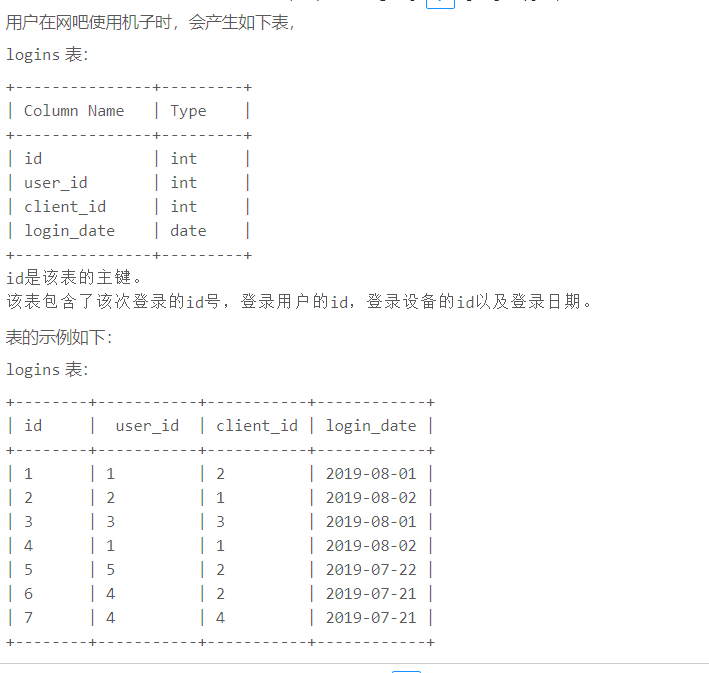 用户在网吧使用机子时，会产生如下表，
logins 表：
+---------------+---------+
| Column Name   | Type    |
+---------------+---------+
| id            | int     |
| user_id       | int     |
| client_id     | int     |
| login_date    | date    |
+---------------+---------+
id是该表的主键。
该表包含了该次登录的id号，登录用户的id，登录设备的id以及登录日期。
表的示例如下：
logins 表：
+--------+-----------+-----------+------------+
| id     |  user_id  | client_id | login_date |
+--------+-----------+-----------+------------+
| 1      | 1         | 2         | 2019-08-01 |
| 2      | 2         | 1         | 2019-08-02 |
| 3      | 3         | 3         | 2019-08-01 |
| 4      | 1         | 1         | 2019-08-02 |
| 5      | 5         | 2         | 2019-07-22 |
| 6      | 4         | 2         | 2019-07-21 |
| 7      | 4         | 4         | 2019-07-21 |
+--------+-----------+-----------+------------+